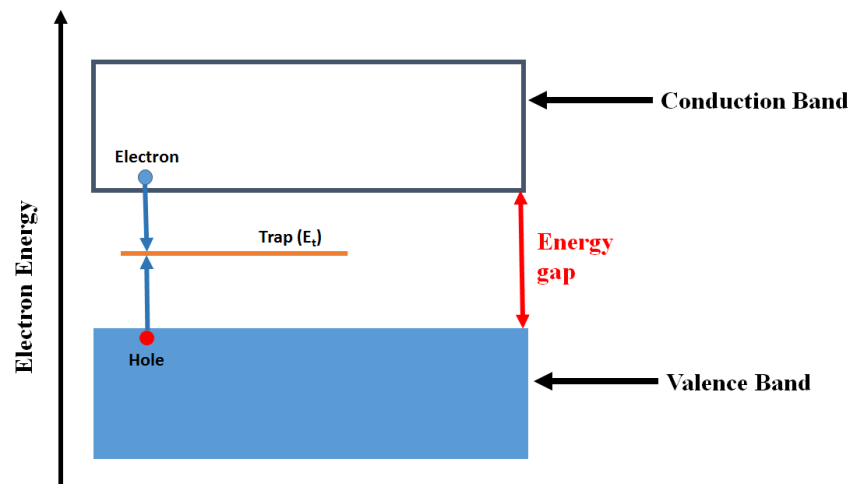 Conduction Band
Electron
Trap (Et)
Energy
gap
Electron Energy
Hole
Valence Band